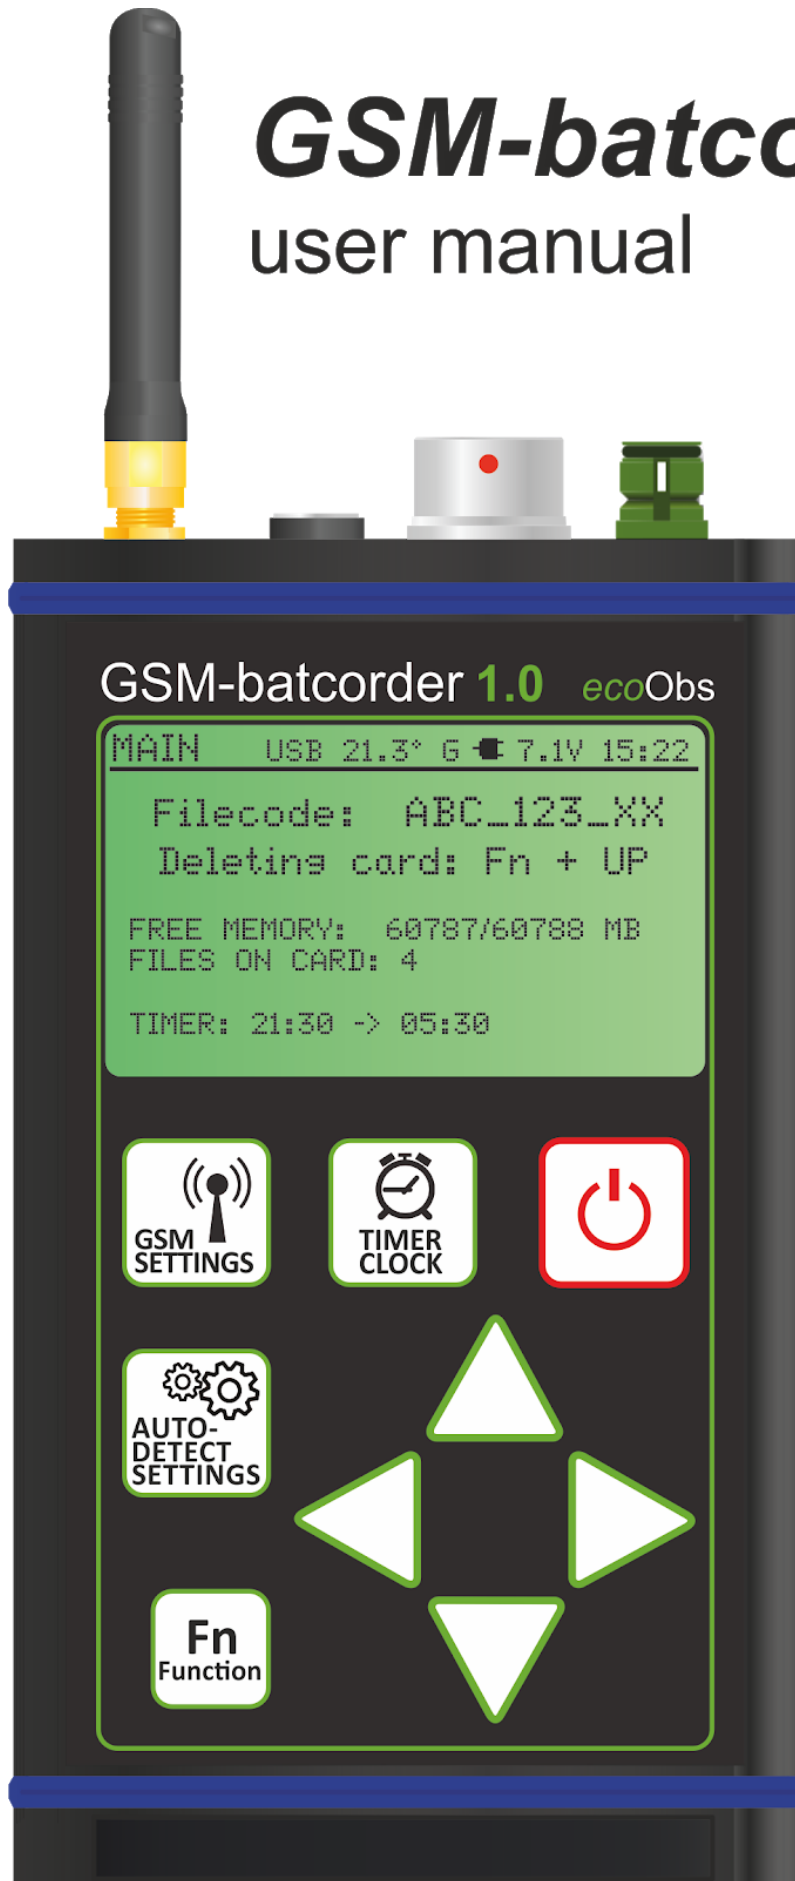 GSM-batco
user manual
GSM-batcorder 1.0 ecoObs
MAIN USB 21.3° G 7.1V 15:22
Filecode: ABC_123_XX
Deleting card: Fn + UP
FREE MEMORY: 60787/60788 MB
FILES ON CARD: 4
TIMER: 21:30 -> 05:30
GSM
SETTINGS
TIMER
CLOCK
AUTO-
DETECT
SETTINGS
Fn
Function